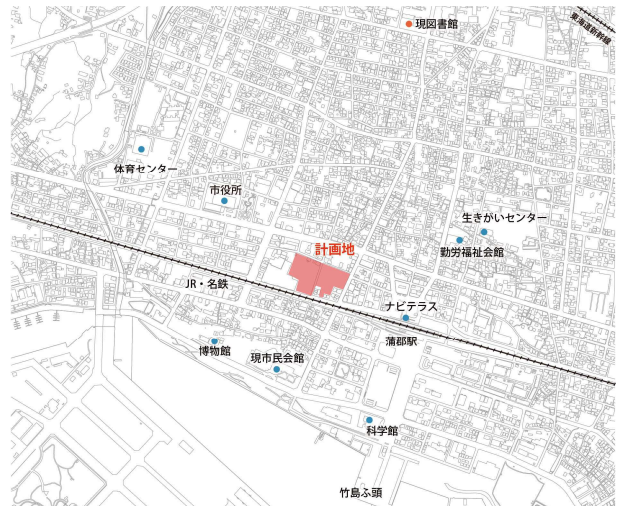 現図書館
東海道新幹線
体育センター
市役所
生きがいセンター
勤労福祉会館
計画地
JR・名鉄
ナビテラス
蒲郡駅
博物館
現市民会館
科学館
竹島ふ頭